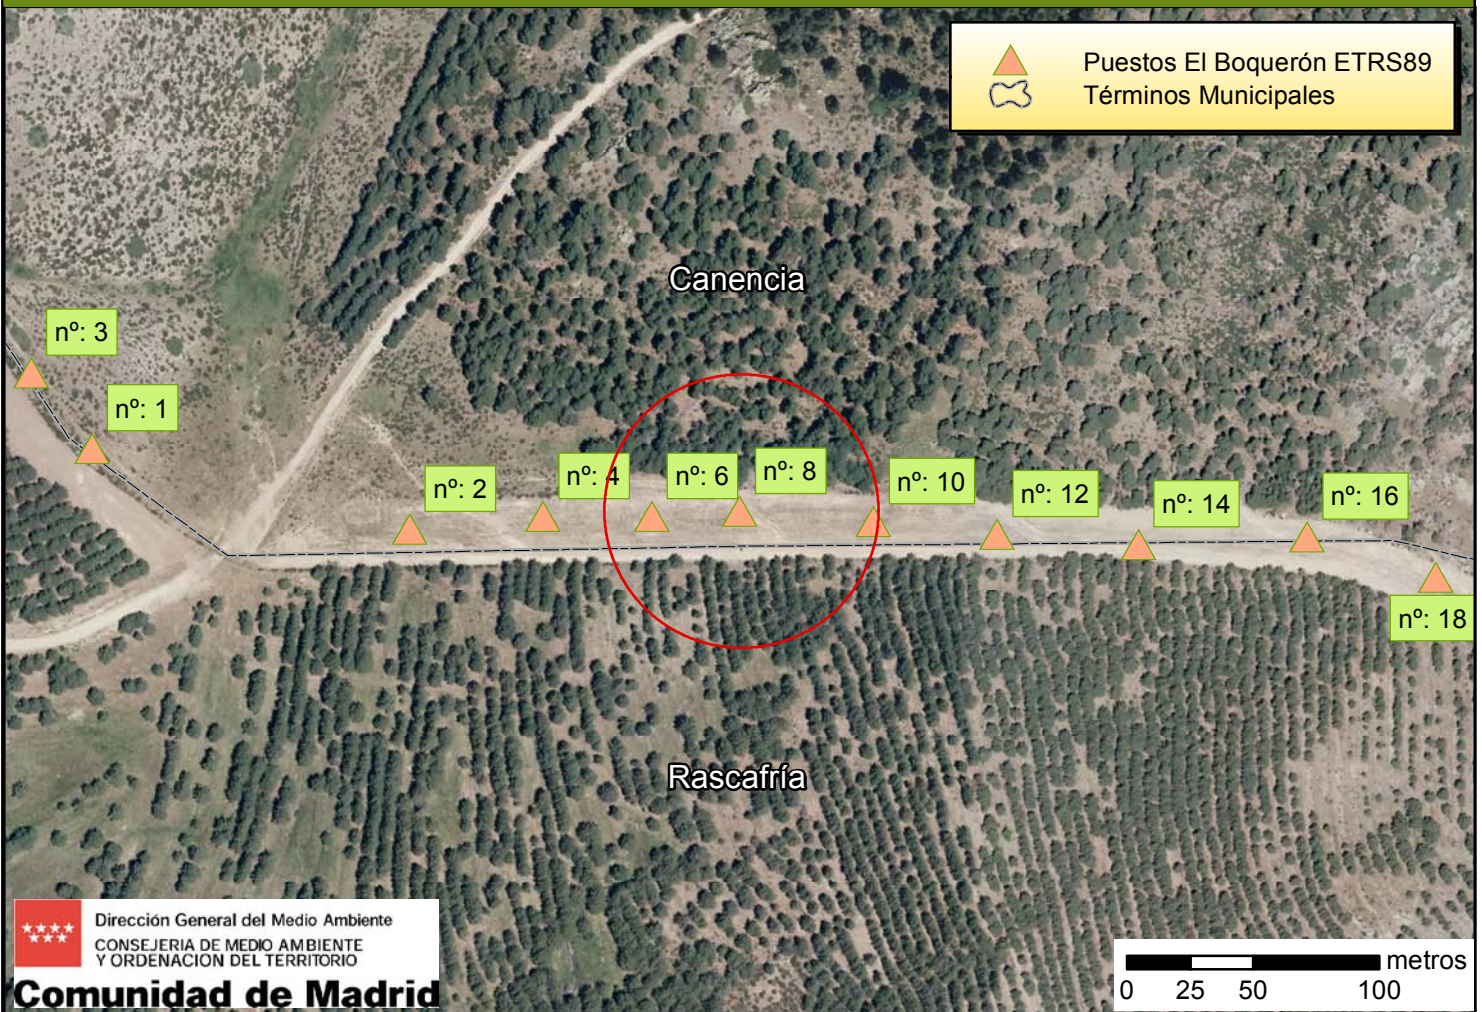 Puestos El Boquerón ETRS89
Términos Municipales
Canencia
nº: 3
nº: 1
nº: 2
nº: 4
nº: 6
nº: 8
nº: 10
nº: 12
nº: 14
nº: 16
nº: 18
Rascafría
Dirección General del Medio Ambiente
CONSEJERIA DE MEDIO AMBIENTE
Y ORDENACION DEL TERRITORIO
Comunidad de Madrid
metros
0 25 50 100